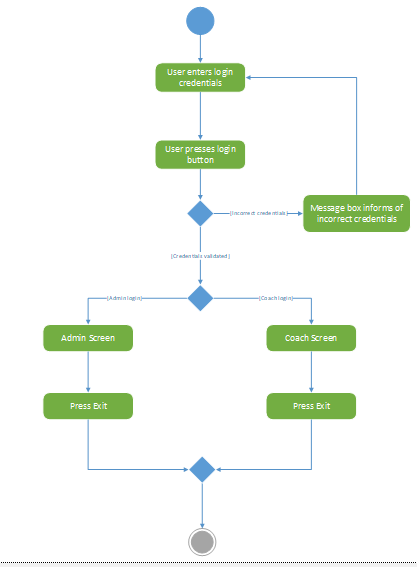 User enters login
credentials
User presses login
button
[Incorrect credentials]
Message box informs of
incorrect credentials
[Credentials validated]
[Admin login]
[Coach login]
Admin Screen
Coach Screen
Press Exit
Press Exit